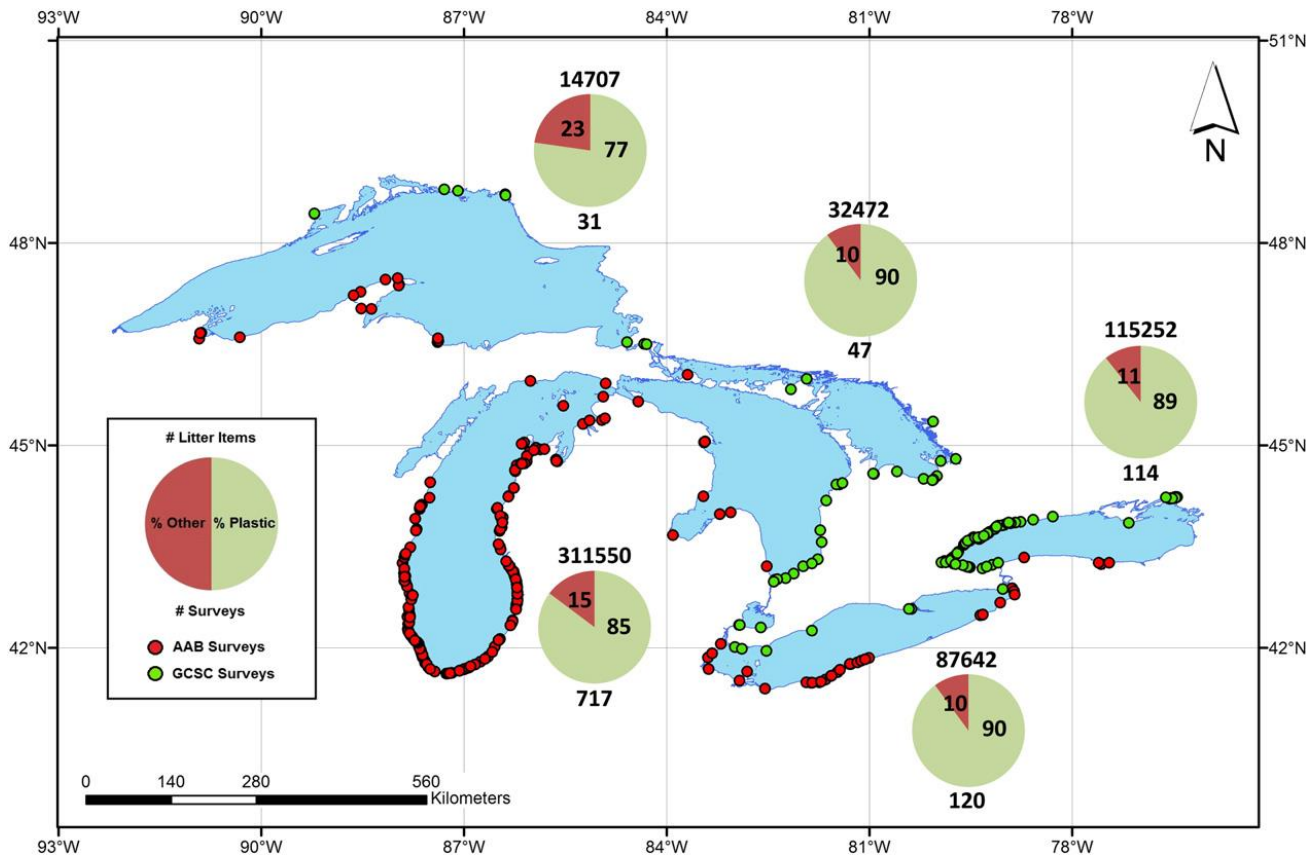 93°W 90°W 87°W 84°W 81°W 78°W
51°N
14707
23
77
31
N
32472
10
90
47
48°N 48°N
115252
11
89
114
45°N 45°N
# Litter Items
% Other % Plastic
# Surveys
AAB Surveys
GCSC Surveys
311550
15
85
717
42°N 42°N
87642
10
90
120
0 140 280 560
Kilometers
93°W 90°W 87°W 84°W 81°W 78°W